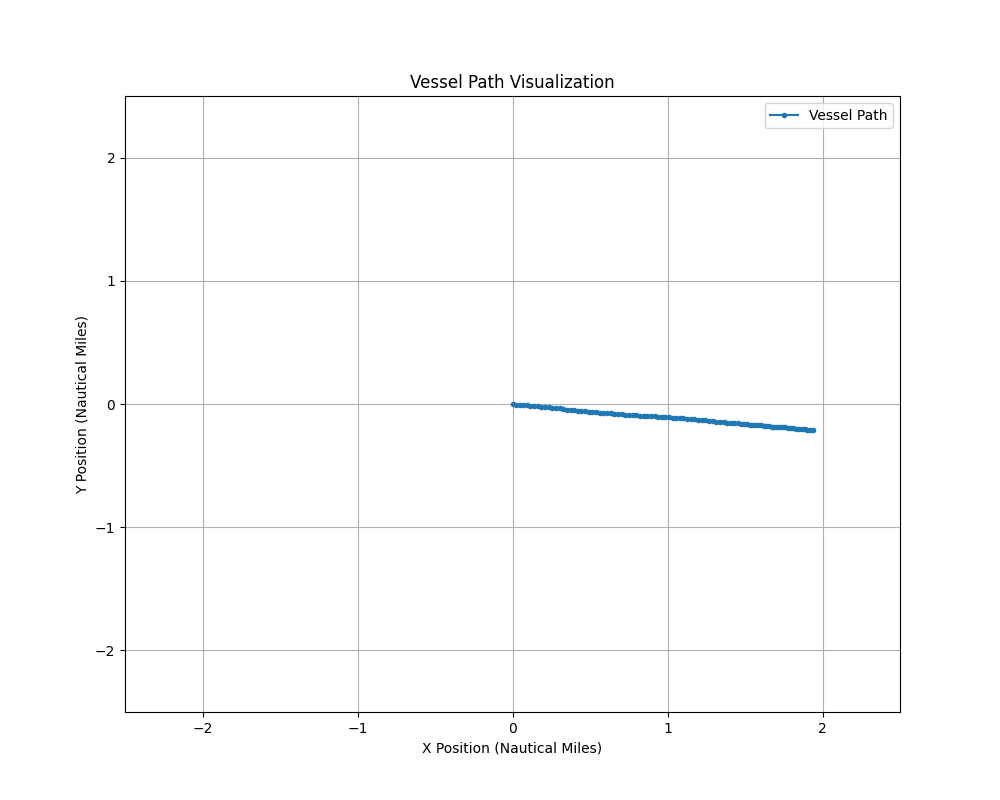 Vessel Path Visualization
Vessel Path
2
1
0
−1
−2
Y Position (Nautical Miles)
−2
−1
0
1
2
X Position (Nautical Miles)